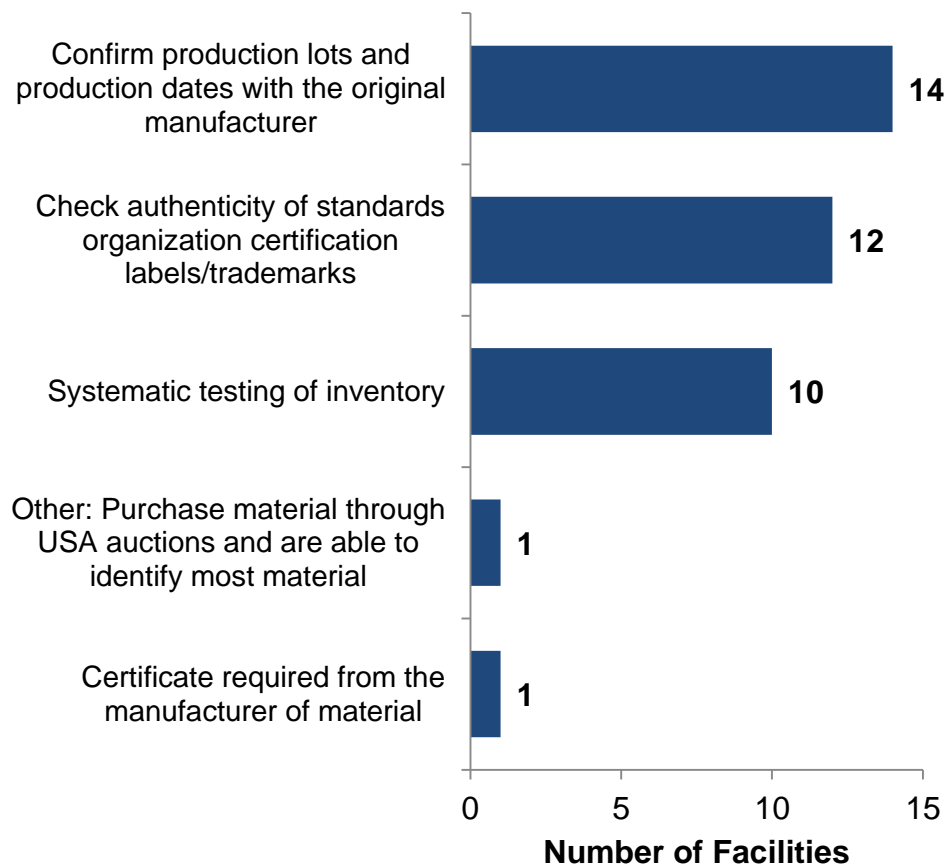 Confirm production lots and
production dates with the original
manufacturer
14
Check authenticity of standards
organization certification
labels/trademarks
12
Systematic testing of inventory
10
Other: Purchase material through
USA auctions and are able to
identify most material
1
Certificate required from the
manufacturer of material
1
0 5 10 15
Number of Facilities